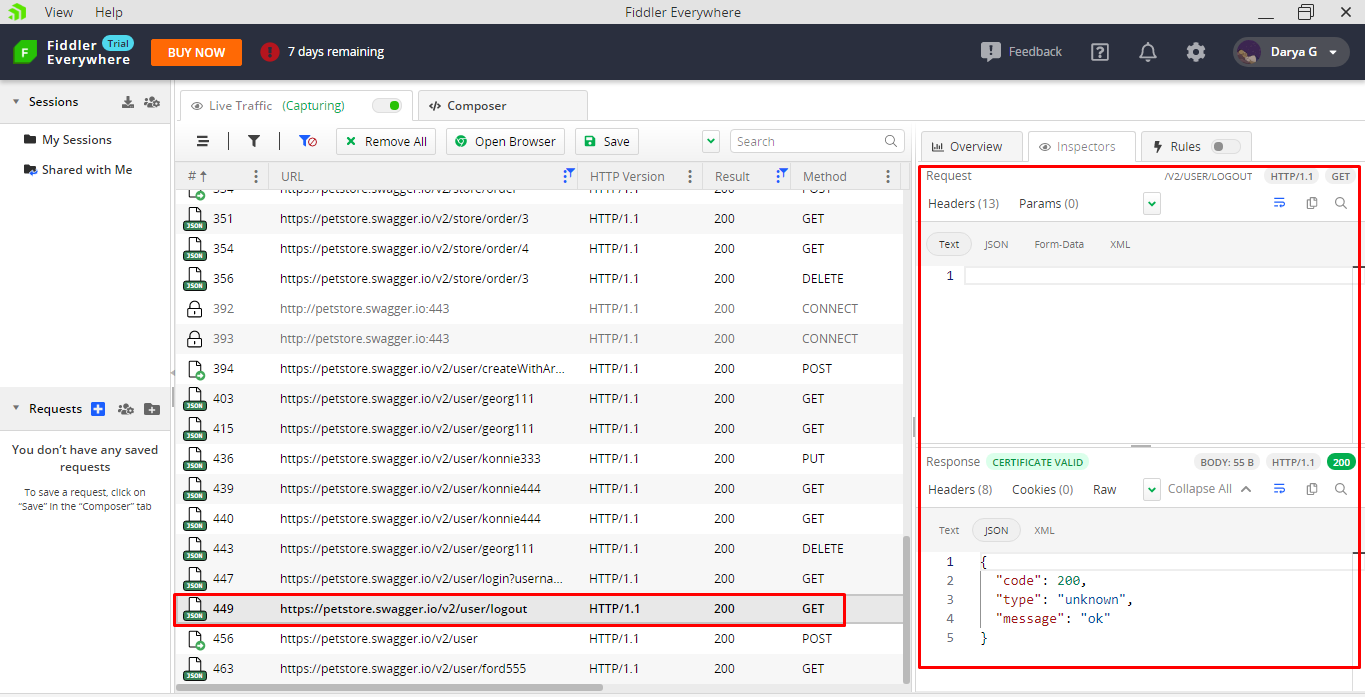 View Help
Fiddler Everywhere
Fiddler Trial
Everywhere
BUY NOW
7 days remaining
Feedback
Darya G
Sessions
My Sessions
Shared with Me
Requests
You don't have any saved
requests
To save a request, click on
"Save" in the "Composer" tab
Live Traffic (Capturing)
Composer
Remove All
Open Browser
Save
Search
# URL HTTP Version Result Method
https://petstore.swagger.io/v2/store/order HTTP/1.1 200 POST
351 https://petstore.swagger.io/v2/store/order/3 HTTP/1.1 200 GET
354 https://petstore.swagger.io/v2/store/order/4 HTTP/1.1 200 GET
356 https://petstore.swagger.io/v2/store/order/3 HTTP/1.1 200 DELETE
392 http://petstore.swagger.io:443 HTTP/1.1 200 CONNECT
393 http://petstore.swagger.io:443 HTTP/1.1 200 CONNECT
394 https://petstore.swagger.io/v2/user/createWithAr... HTTP/1.1 200 POST
403 https://petstore.swagger.io/v2/user/georg111 HTTP/1.1 200 GET
415 https://petstore.swagger.io/v2/user/georg111 HTTP/1.1 200 GET
436 https://petstore.swagger.io/v2/user/konnie333 HTTP/1.1 200 PUT
439 https://petstore.swagger.io/v2/user/konnie444 HTTP/1.1 200 GET
440 https://petstore.swagger.io/v2/user/konnie444 HTTP/1.1 200 GET
443 https://petstore.swagger.io/v2/user/georg111 HTTP/1.1 200 DELETE
447 https://petstore.swagger.io/v2/user/login?userna... HTTP/1.1 200 GET
449 https://petstore.swagger.io/v2/user/logout HTTP/1.1 200 GET
456 https://petstore.swagger.io/v2/user HTTP/1.1 200 POST
463 https://petstore.swagger.io/v2/user/ford555 HTTP/1.1 200 GET
Overview
Inspectors
Rules
Request /V2/USER/LOGOUT HTTP/1.1 GET
Headers (13) Params (0)
Text JSON Form-Data XML
1
Response CERTIFICATE VALID BODY: 55 B HTTP/1.1 200
Headers (8) Cookies (0) Raw Collapse All
Text JSON XML
1 {
2 "code": 200,
3 "type": "unknown",
4 "message": "ok"
5 }